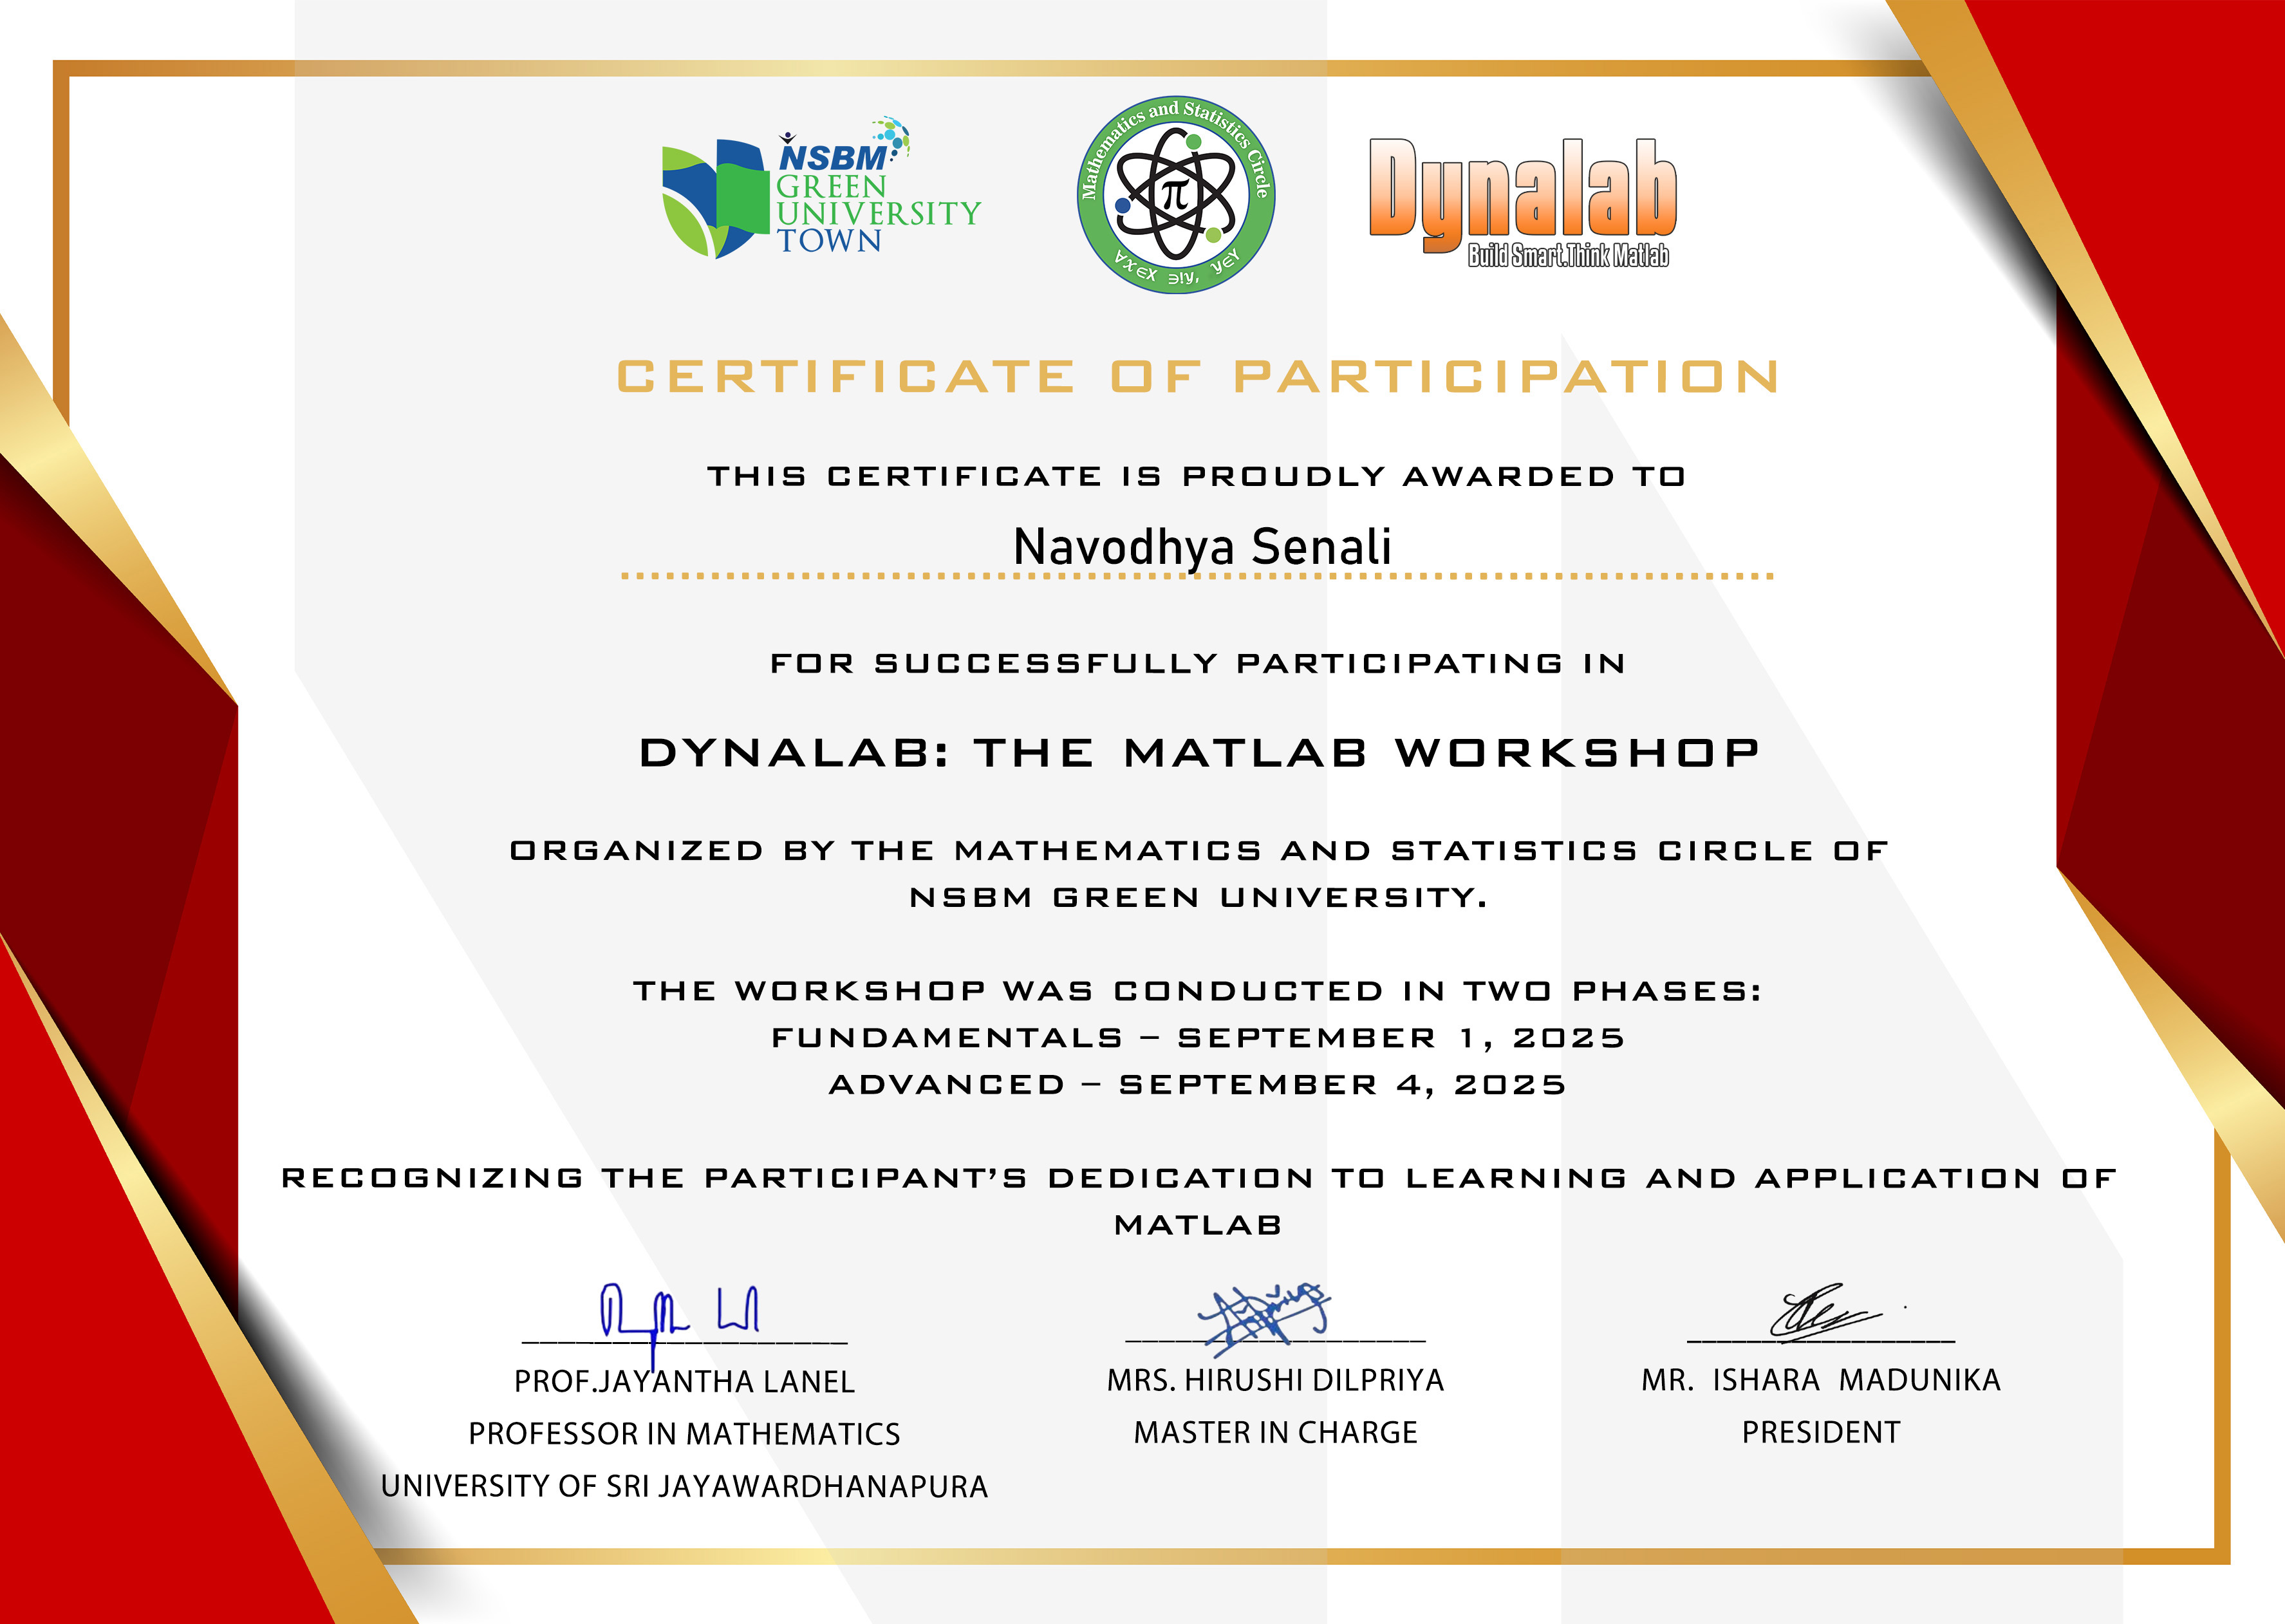 NSBM
GREEN
UNIVERSITY
TOWN
Mathematics and Statistics Circle
π
∀x∈X ∃!y, y∈Y
Dynalab
Build Smart.Think Matlab
CERTIFICATE OF PARTICIPATION
THIS CERTIFICATE IS PROUDLY AWARDED TO
Navodhya Senali
FOR SUCCESSFULLY PARTICIPATING IN
DYNALAB: THE MATLAB WORKSHOP
ORGANIZED BY THE MATHEMATICS AND STATISTICS CIRCLE OF
NSBM GREEN UNIVERSITY.
THE WORKSHOP WAS CONDUCTED IN TWO PHASES:
FUNDAMENTALS – SEPTEMBER 1, 2025
ADVANCED – SEPTEMBER 4, 2025
RECOGNIZING THE PARTICIPANT’S DEDICATION TO LEARNING AND APPLICATION OF
MATLAB
PROF.JAYANTHA LANEL
PROFESSOR IN MATHEMATICS
UNIVERSITY OF SRI JAYAWARDHANAPURA
MRS. HIRUSHI DILPRIYA
MASTER IN CHARGE
MR. ISHARA MADUNIKA
PRESIDENT